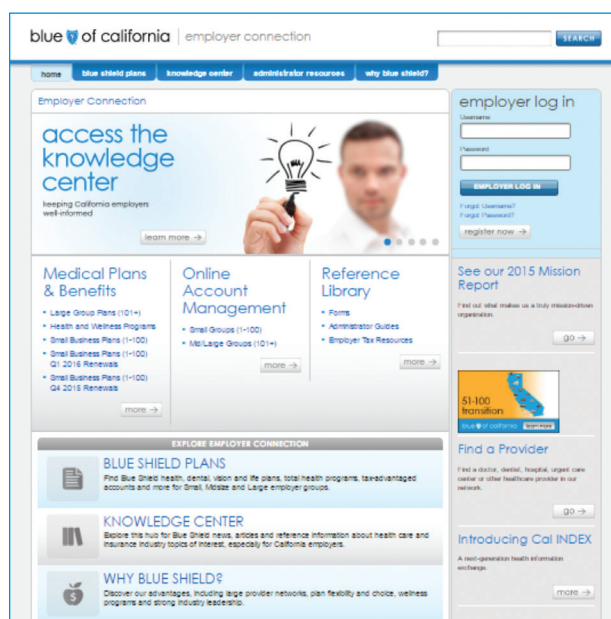 blue of california employer connection
SEARCH
home blue shield plans knowledge center administrator resources why blue shield?
Employer Connection
access the
knowledge
center
keeping California employers
well-informed
learn more →
employer log in
Username
Password
EMPLOYER LOG IN
Forgot Username?
Forgot Password?
register now →
Medical Plans
& Benefits
• Large Group Plans (101+)
• Health and Wellness Programs
• Small Business Plans (1-100)
• Small Business Plans (1-100)
Q1 2016 Renewals
• Small Business Plans (1-100)
Q4 2015 Renewals
more →
Online
Account
Management
• Small Groups (1-100)
• Mid/Large Groups (101+)
more →
Reference
Library
• Forms
• Administrator Guides
• Employer Tax Resources
more →
See our 2015 Mission
Report
Find out what makes us a truly mission-driven
organization.
go →
51-100
transition
blue of california learn more
Find a Provider
Find a doctor, dentist, hospital, urgent care
center or other healthcare provider in our
network.
go →
Introducing Cal INDEX
A next-generation health information
exchange.
more →
EXPLORE EMPLOYER CONNECTION
BLUE SHIELD PLANS
Find Blue Shield health, dental, vision and life plans, total health programs, tax-advantaged
accounts and more for Small, Midsize and Large employer groups.
KNOWLEDGE CENTER
Explore this hub for Blue Shield news, articles and reference information about health care and
insurance industry topics of interest, especially for California employers.
WHY BLUE SHIELD?
Discover our advantages, including large provider networks, plan flexibility and choice, wellness
programs and strong industry leadership.